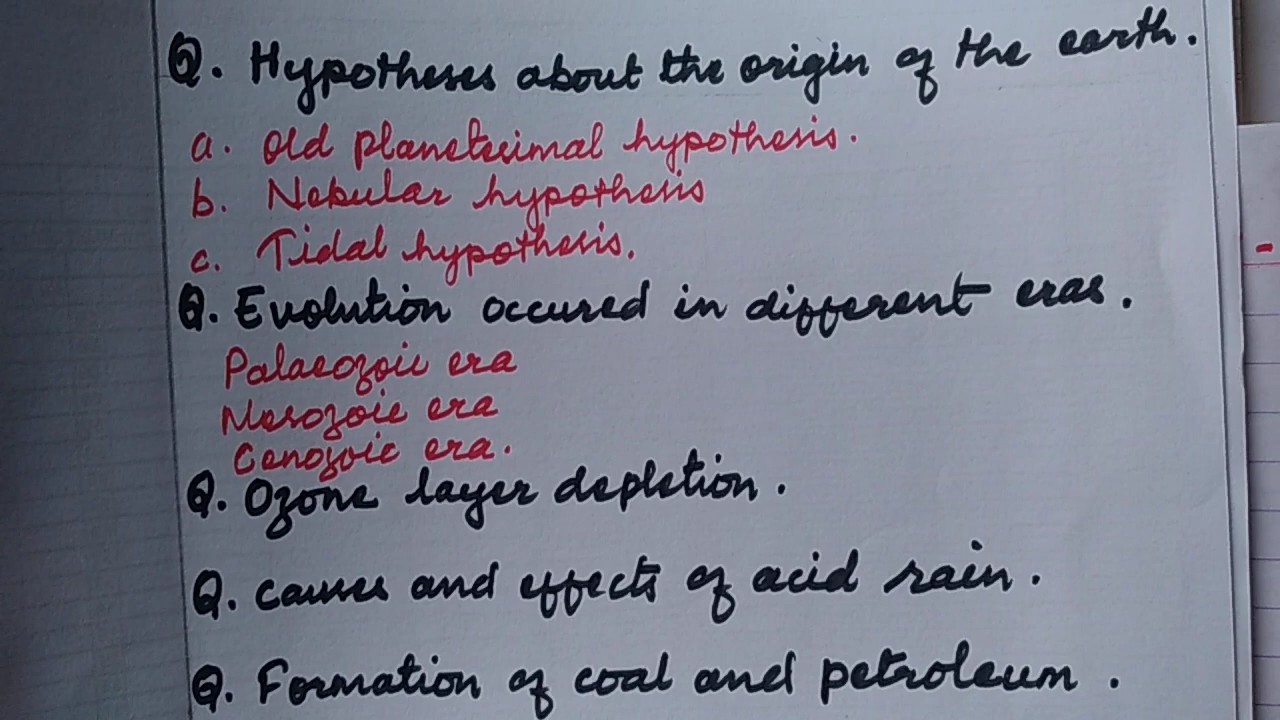 Q. Hypotheses about the origin of the earth.
a. Old planetesimal hypothesis.
b. Nebular hypothesis
c. Tidal hypothesis.
Q. Evolution occured in different eras.
Palaeozoic era
Mesozoic era
Cenozoic era.
Q. Ozone layer depletion.
Q. causes and effects of acid rain.
Q. Formation of coal and petroleum.